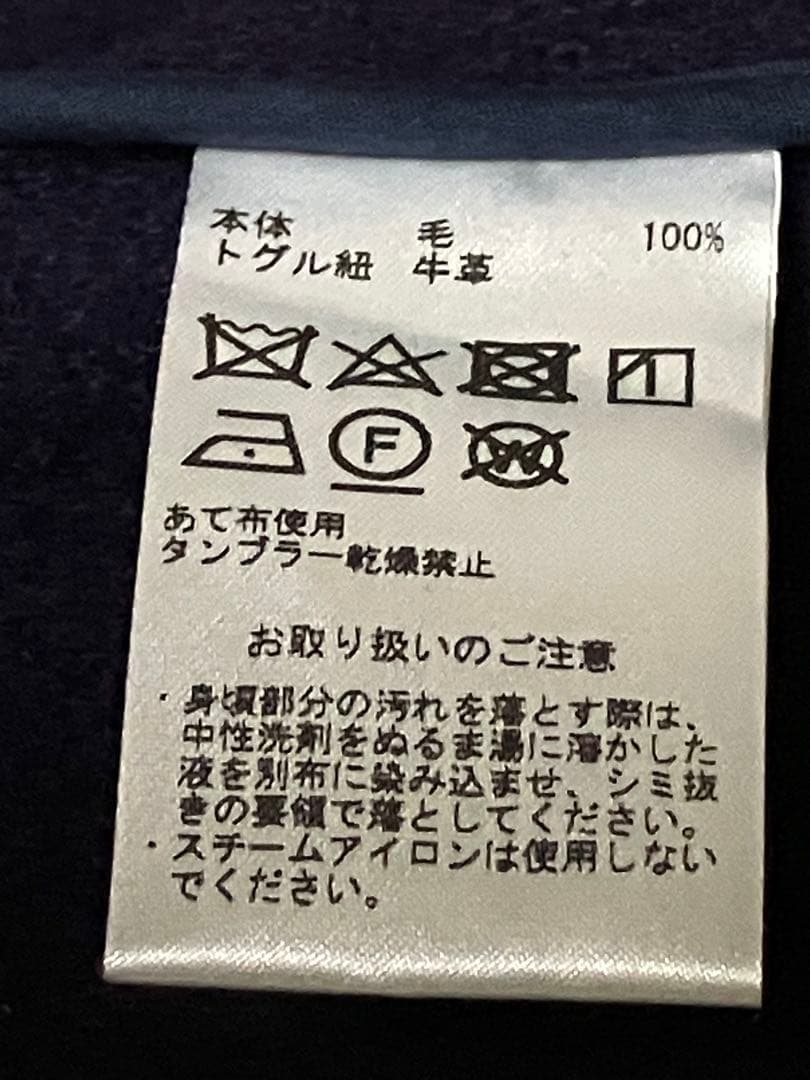 本体 毛 100%
トグル紐 牛革
F W
あて布使用
タンブラー乾燥禁止
お取り扱いのご注意
・身頃部分の汚れを落とす際は、
中性洗剤をぬるま湯に溶かした
液を別布に染み込ませ、シミ抜
きの要領で落としてください。
・スチームアイロンは使用しない
でください。